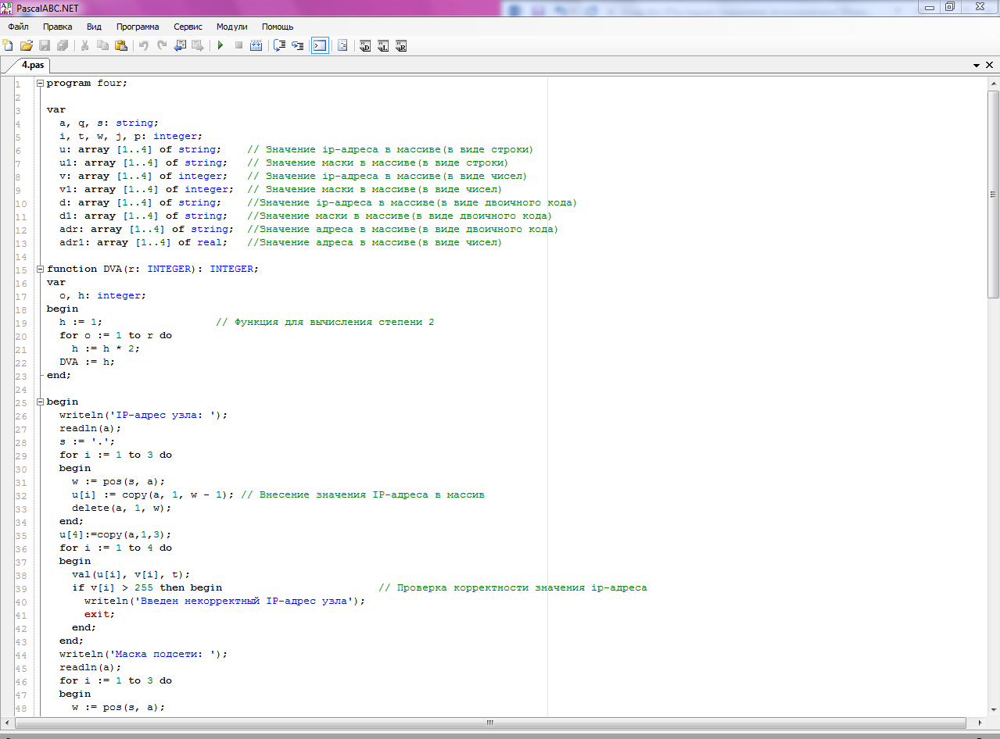 PascalABC.NET
Файл Правка Вид Программа Сервис Модули Помощь
4.pas
1 program four;
2
3 var
4 a, q, s: string;
5 i, t, w, j, p: integer;
6 u: array [1..4] of string; // Значение ip-адреса в массиве(в виде строки)
7 u1: array [1..4] of string; // Значение маски в массиве(в виде строки)
8 v: array [1..4] of integer; // Значение ip-адреса в массиве(в виде чисел)
9 v1: array [1..4] of integer; // Значение маски в массиве(в виде чисел)
10 d: array [1..4] of string; //Значение ip-адреса в массиве(в виде двоичного кода)
11 d1: array [1..4] of string; //Значение маски в массиве(в виде двоичного кода)
12 adr: array [1..4] of string; //Значение адреса в массиве(в виде двоичного кода)
13 adr1: array [1..4] of real; //Значение адреса в массиве(в виде чисел)
14
15 function DVA(r: INTEGER): INTEGER;
16 var
17 o, h: integer;
18 begin
19 h := 1; // Функция для вычисления степени 2
20 for o := 1 to r do
21 h := h * 2;
22 DVA := h;
23 end;
24
25 begin
26 writeln('IP-адрес узла: ');
27 readln(a);
28 s := '.';
29 for i := 1 to 3 do
30 begin
31 w := pos(s, a);
32 u[i] := copy(a, 1, w - 1); // Внесение значения IP-адреса в массив
33 delete(a, 1, w);
34 end;
35 u[4]:=copy(a,1,3);
36 for i := 1 to 4 do
37 begin
38 val(u[i], v[i], t);
39 if v[i] > 255 then begin // Проверка корректности значения ip-адреса
40 writeln('Введен некорректный IP-адрес узла');
41 exit;
42 end;
43 end;
44 writeln('Маска подсети: ');
45 readln(a);
46 for i := 1 to 3 do
47 begin
48 w := pos(s, a);